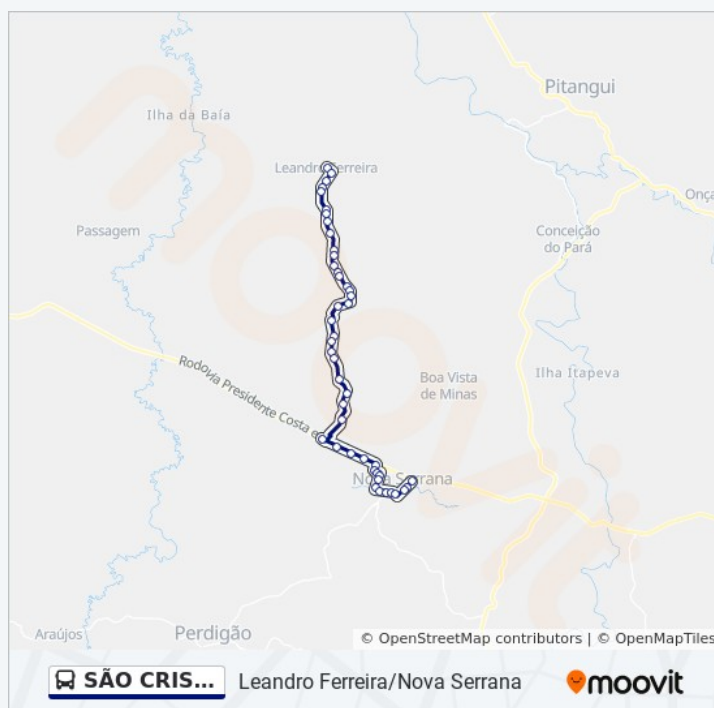 Pitangui
Ilha da Baía
Leandro Ferreira
Onça
Passagem
Conceição
do Pará
Rodovia Presidente Costa e
Boa Vista
de Minas
Ilha Itapeva
Nova Serrana
Araújos
Perdigão
© OpenStreetMap contributors | © OpenMapTiles
SÃO CRIS...
Leandro Ferreira/Nova Serrana
moovit
moovit